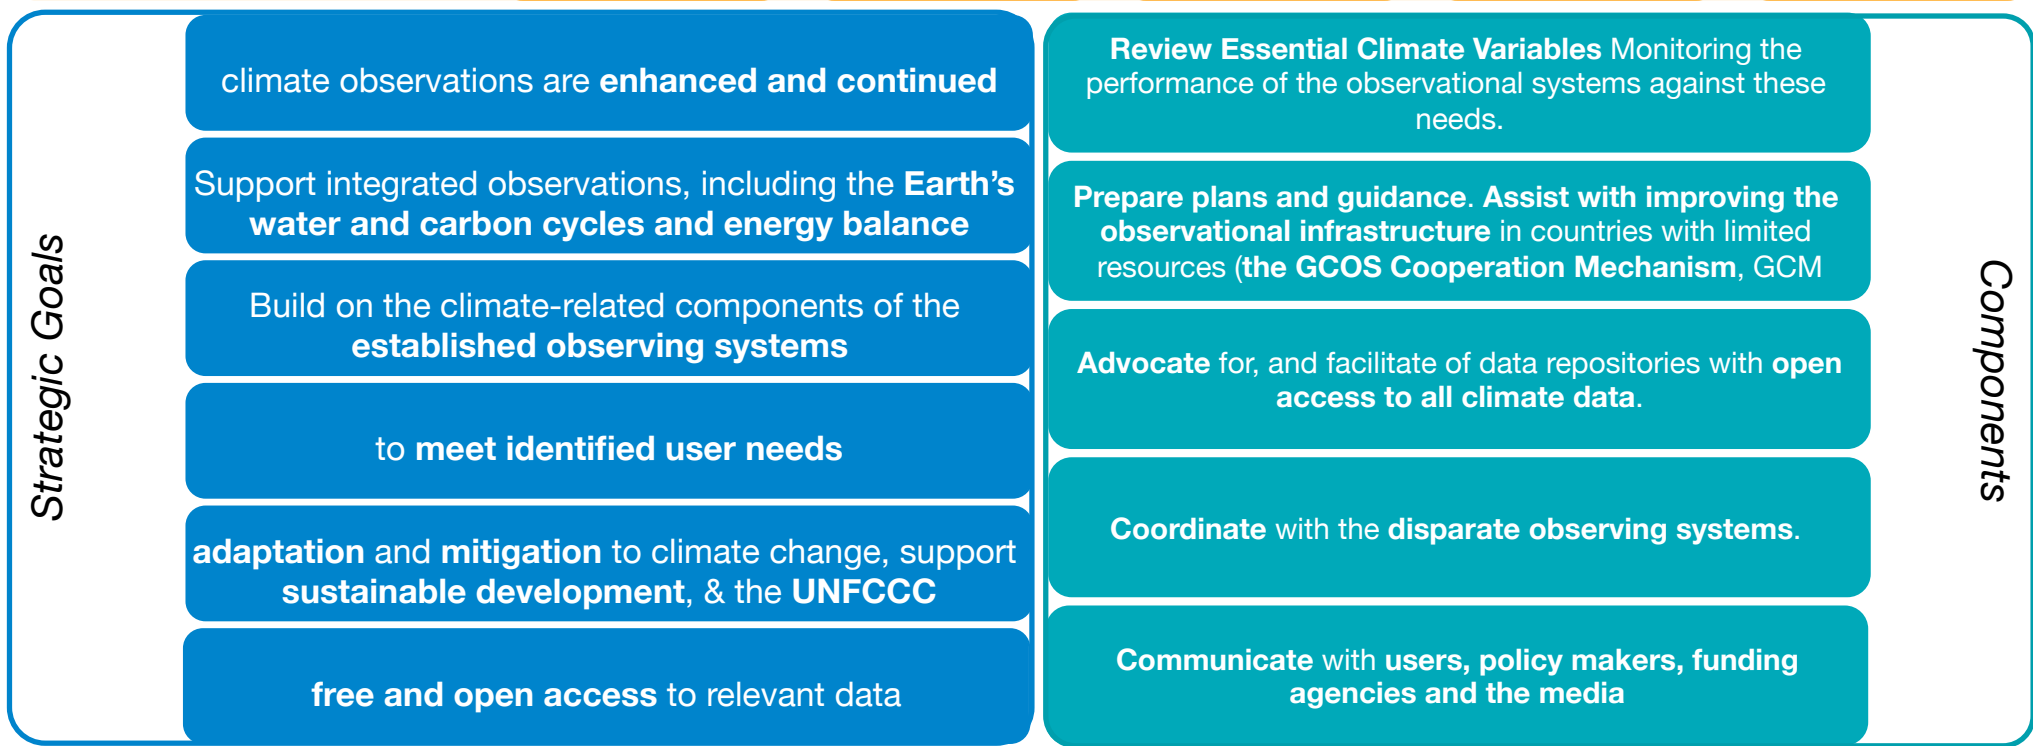 Strategic Goals
climate observations are enhanced and continued
Support integrated observations, including the Earth’s
water and carbon cycles and energy balance
Build on the climate-related components of the
established observing systems
to meet identified user needs
adaptation and mitigation to climate change, support
sustainable development, & the UNFCCC
free and open access to relevant data
Review Essential Climate Variables Monitoring the
performance of the observational systems against these
needs.
Prepare plans and guidance. Assist with improving the
observational infrastructure in countries with limited
resources (the GCOS Cooperation Mechanism, GCM
Advocate for, and facilitate of data repositories with open
access to all climate data.
Coordinate with the disparate observing systems.
Communicate with users, policy makers, funding
agencies and the media
Components